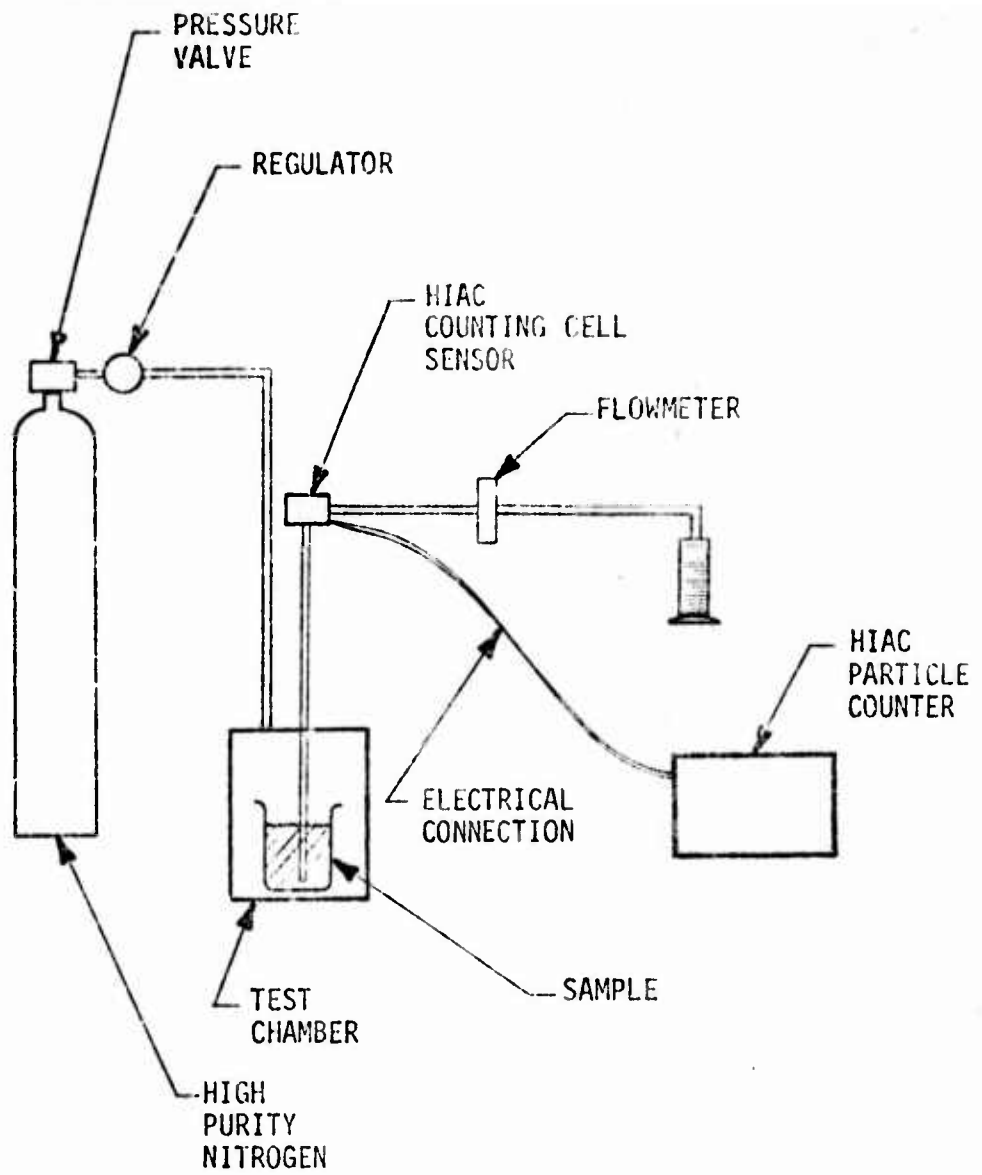 PRESSURE
VALVE
REGULATOR
HIAC
COUNTING CELL
SENSOR
FLOWMETER
HIAC
PARTICLE
COUNTER
ELECTRICAL
CONNECTION
SAMPLE
TEST
CHAMBER
HIGH
PURITY
NITROGEN